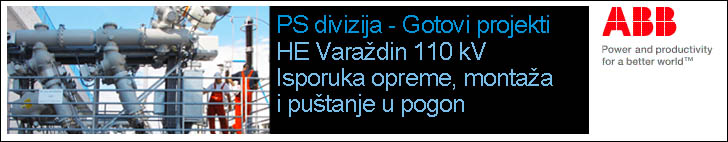 PS divizija - Gotovi projekti
HE Varaždin 110 kV
Isporuka opreme, montaža
i puštanje u pogon
ABB
Power and productivity
for a better world™